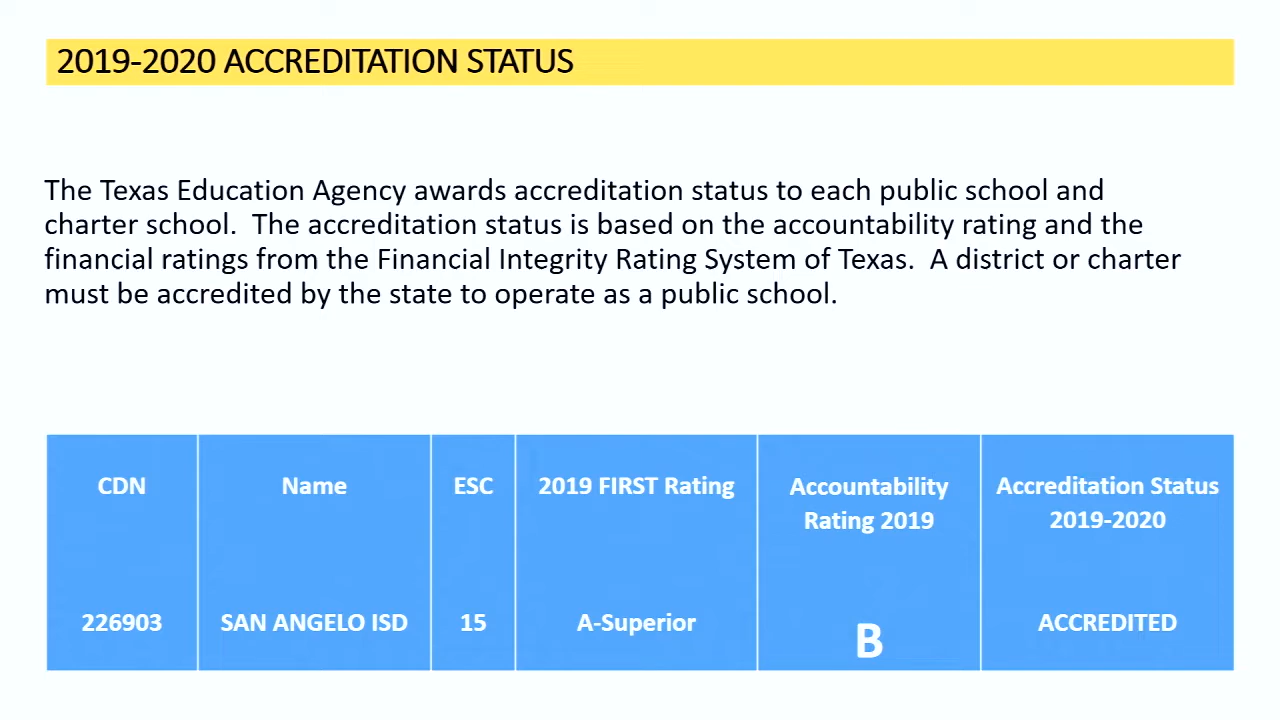 2019-2020 ACCREDITATION STATUS
The Texas Education Agency awards accreditation status to each public school and
charter school.  The accreditation status is based on the accountability rating and the
financial ratings from the Financial Integrity Rating System of Texas.  A district or charter
must be accredited by the state to operate as a public school.
CDN Name ESC 2019 FIRST Rating Accountability Rating 2019 Accreditation Status 2019-2020
226903 SAN ANGELO ISD 15 A-Superior B ACCREDITED